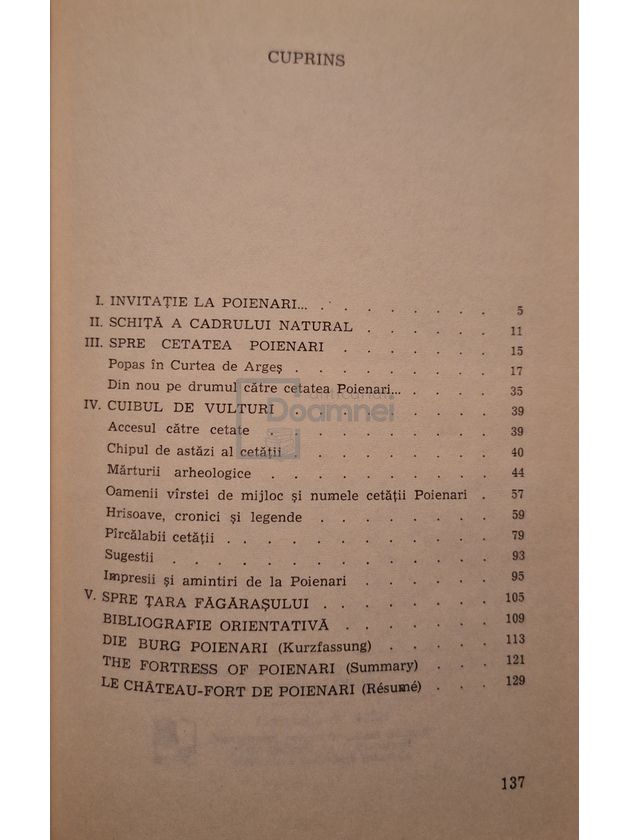 CUPRINS
I. INVITAȚIE LA POIENARI... . . . . . . . . 5
II. SCHIȚĂ A CADRULUI NATURAL . . . . . . 11
III. SPRE CETATEA POIENARI . . . . . . . 15
Popas în Curtea de Argeș . . . . . . . . 17
Din nou pe drumul către cetatea Poienari... . . . . 35
IV. CUIBUL DE VULTURI . . . . . . . . 39
Accesul către cetate . . . . . . . . . 39
Chipul de astăzi al cetății . . . . . . . . 40
Mărturii arheologice . . . . . . . . . 44
Oamenii vîrstei de mijloc și numele cetății Poienari . 57
Hrisoave, cronici și legende . . . . . . . 59
Pîrcălabii cetății . . . . . . . . . . 79
Sugestii . . . . . . . . . . . . 93
Impresii și amintiri de la Poienari . . . . . . 95
V. SPRE ȚARA FĂGĂRAȘULUI . . . . . . . 105
BIBLIOGRAFIE ORIENTATIVĂ . . . . . . . 109
DIE BURG POIENARI (Kurzfassung) . . . . . 113
THE FORTRESS OF POIENARI (Summary) . . . 121
LE CHÂTEAU-FORT DE POIENARI (Résumé) . . . 129
137
anticariat
Doamnei